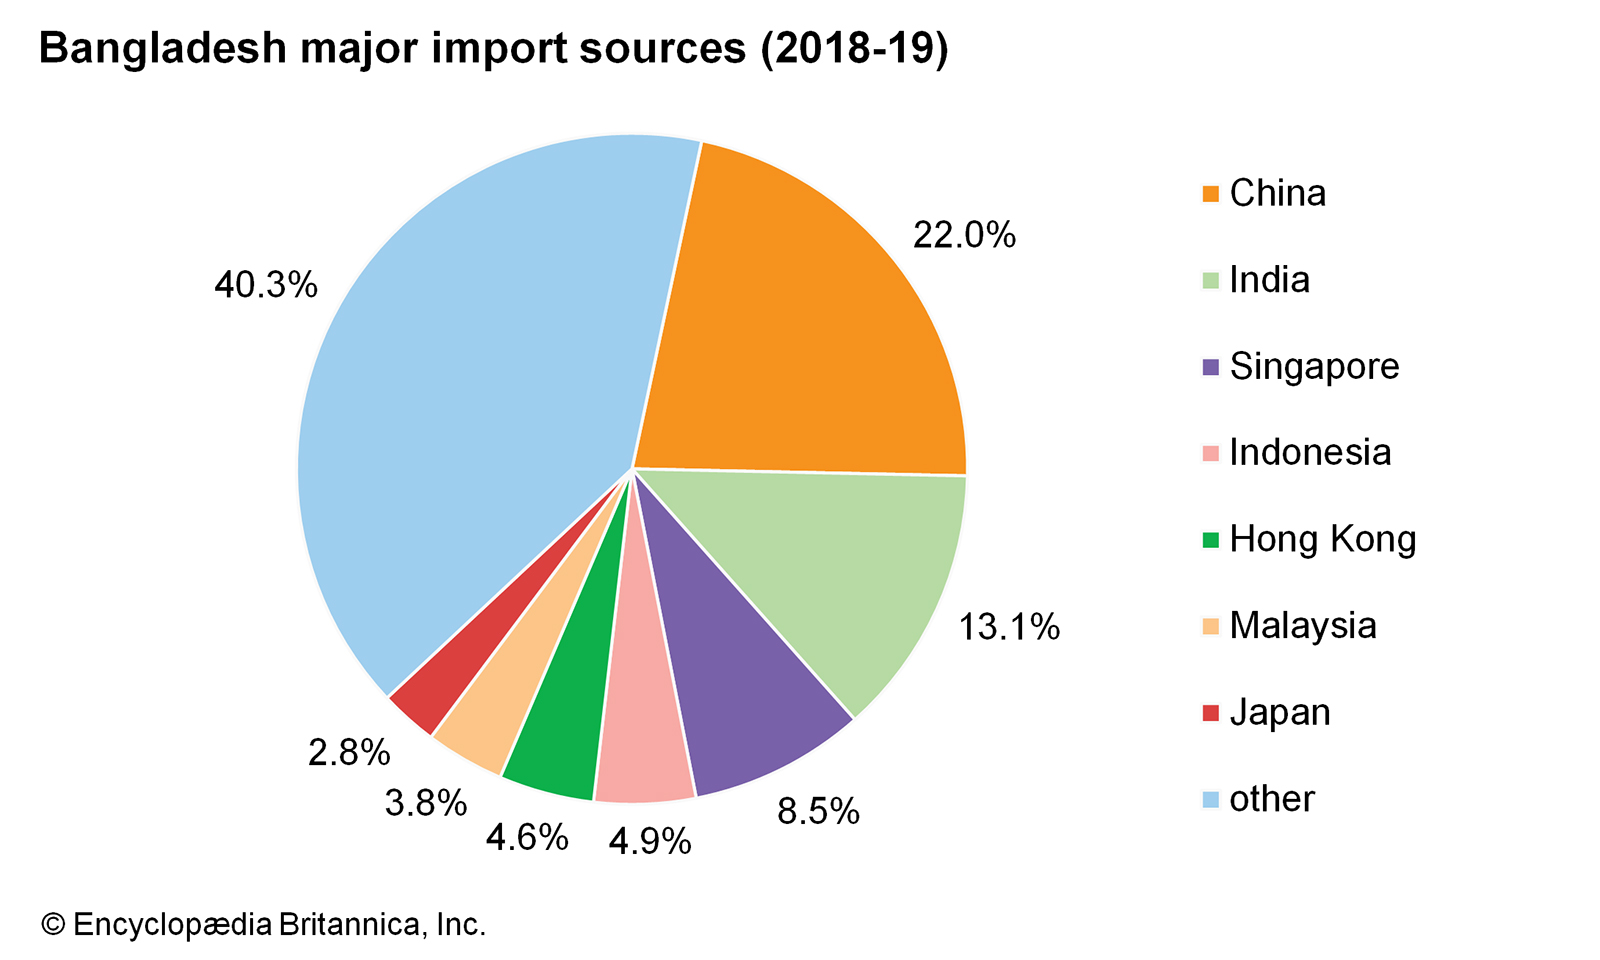 Bangladesh major import sources (2018-19)
22.0%
13.1%
8.5%
4.9%
4.6%
3.8%
2.8%
40.3%
China
India
Singapore
Indonesia
Hong Kong
Malaysia
Japan
other
© Encyclopædia Britannica, Inc.